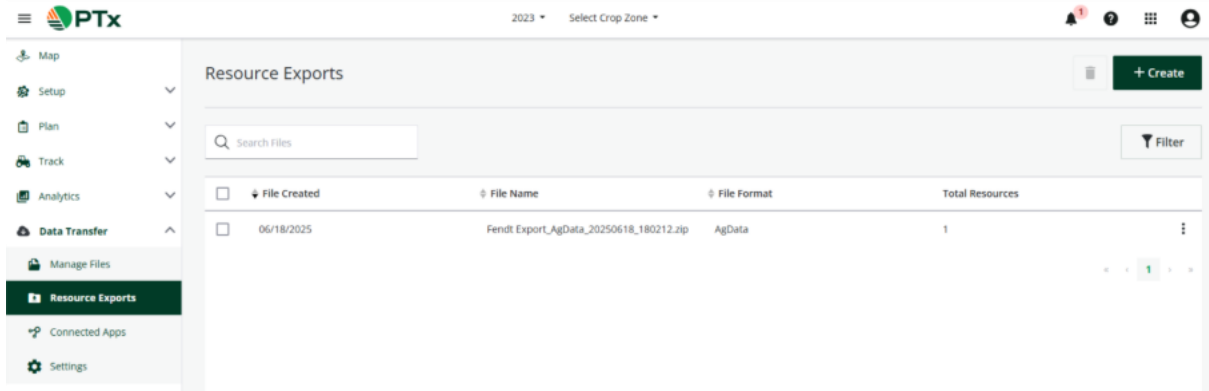 PTx
2023
Select Crop Zone
1
Map
Setup
Plan
Track
Analytics
Data Transfer
Manage Files
Resource Exports
Connected Apps
Settings
Resource Exports
+ Create
Search Files
Filter
File Created File Name File Format Total Resources
06/18/2025 Fendt Export_AgData_20250618_180212.zip AgData 1
« ‹ 1 › »